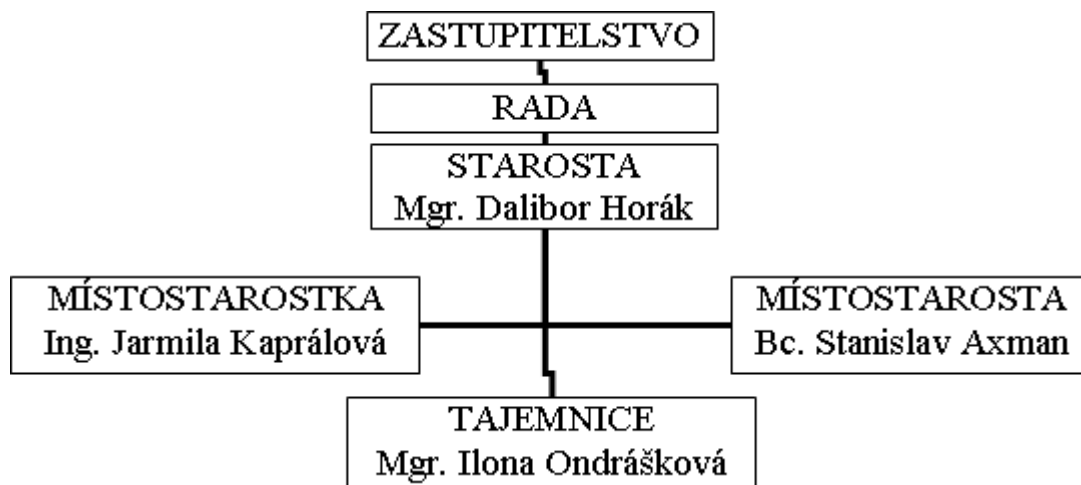 ZASTUPITELSTVO
RADA
STAROSTA
Mgr. Dalibor Horák
MÍSTOSTAROSTKA
Ing. Jarmila Kaprálová
MÍSTOSTAROSTA
Bc. Stanislav Axman
TAJEMNICE
Mgr. Ilona Ondrášková